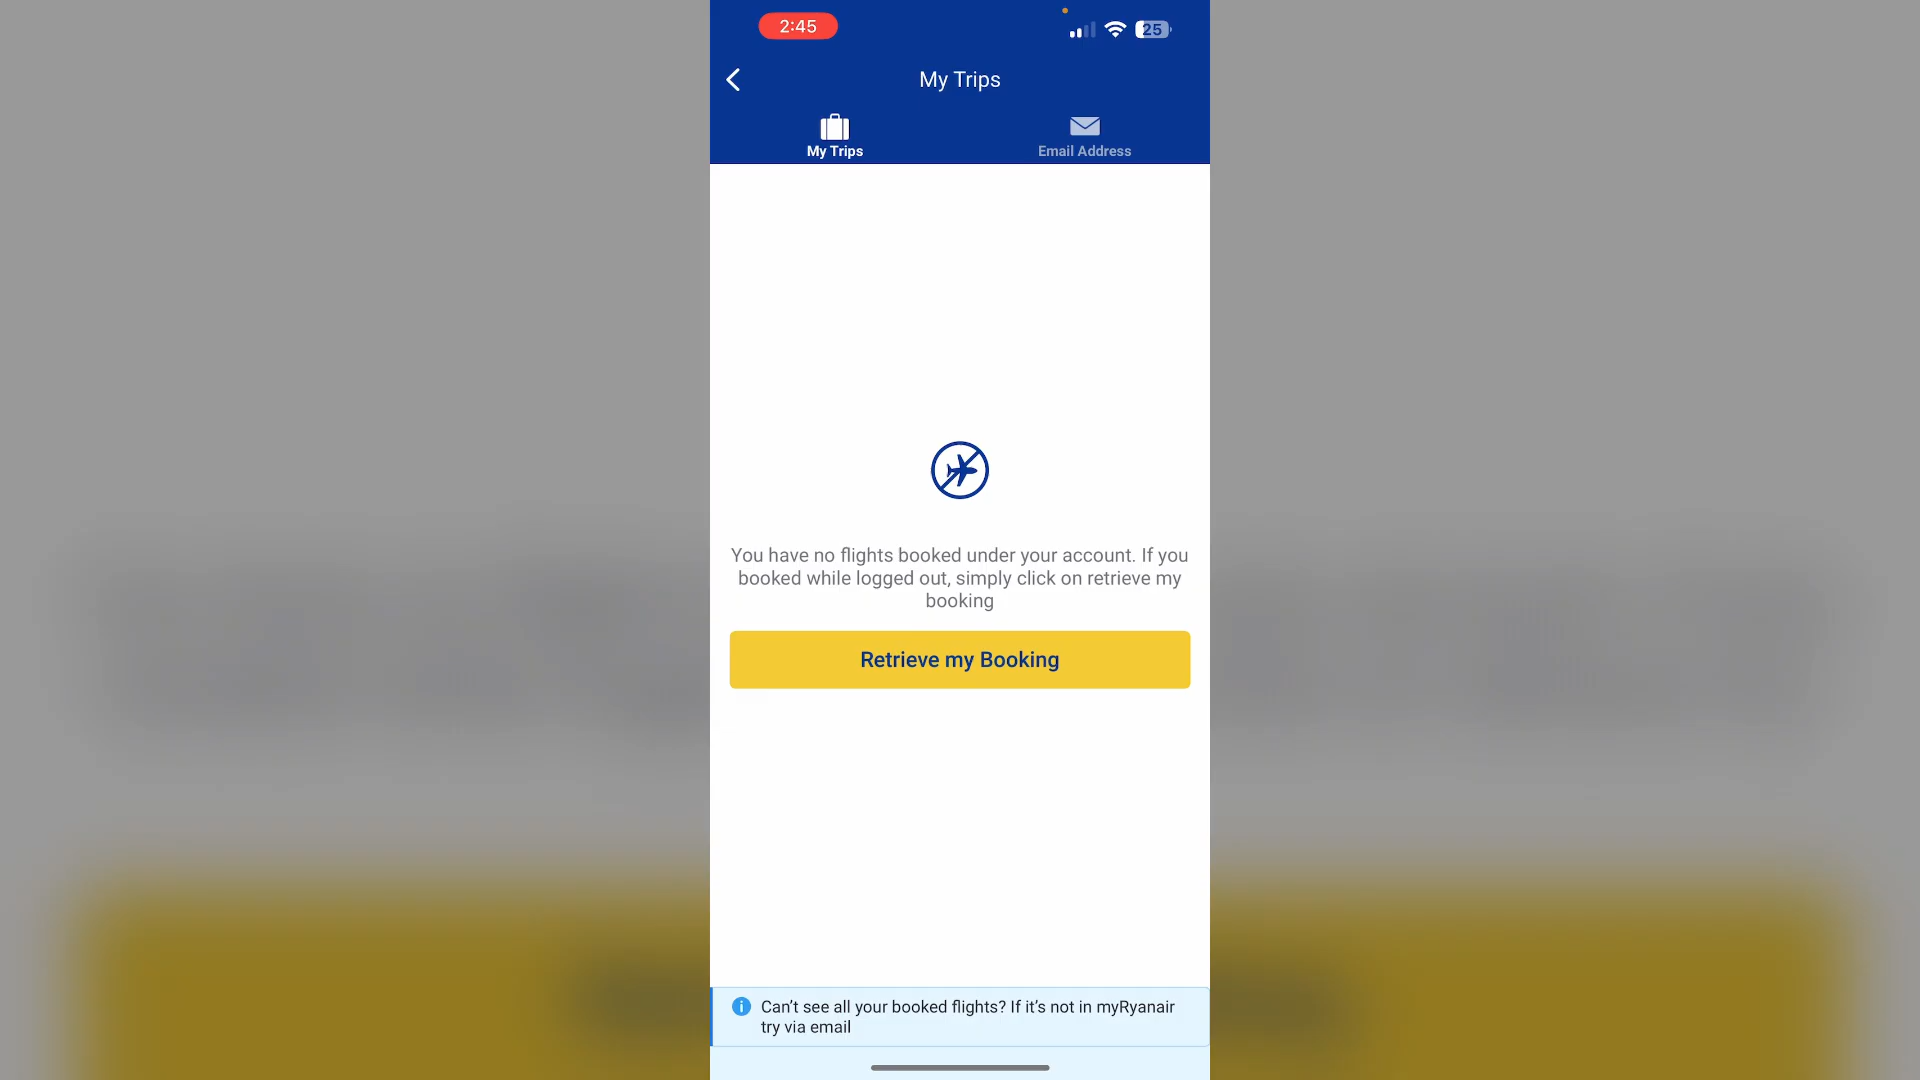 2:45
25
My Trips
My Trips
Email Address
You have no flights booked under your account. If you
booked while logged out, simply click on retrieve my
booking
Retrieve my Booking
Can't see all your booked flights? If it's not in myRyanair
try via email